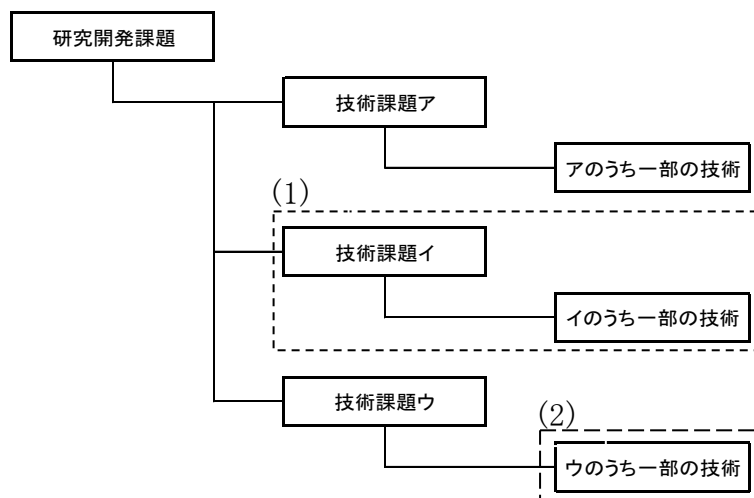 研究開発課題
技術課題ア
アのうち一部の技術
(1)
技術課題イ
イのうち一部の技術
技術課題ウ
(2)
ウのうち一部の技術